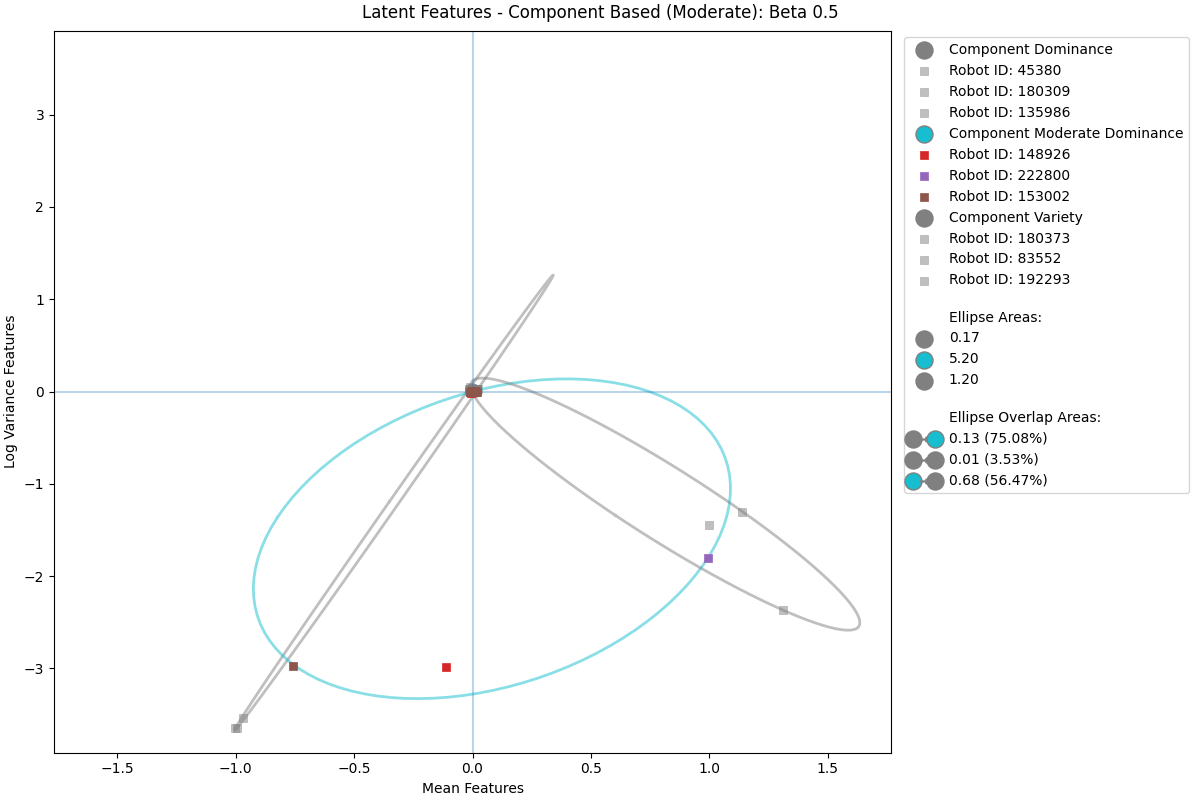 Latent Features - Component Based (Moderate): Beta 0.5
Log Variance Features
3
2
1
0
−1
−2
−3
−1.5
−1.0
−0.5
0.0
0.5
1.0
1.5
Mean Features
Component Dominance
Robot ID: 45380
Robot ID: 180309
Robot ID: 135986
Component Moderate Dominance
Robot ID: 148926
Robot ID: 222800
Robot ID: 153002
Component Variety
Robot ID: 180373
Robot ID: 83552
Robot ID: 192293
Ellipse Areas:
0.17
5.20
1.20
Ellipse Overlap Areas:
0.13 (75.08%)
0.01 (3.53%)
0.68 (56.47%)